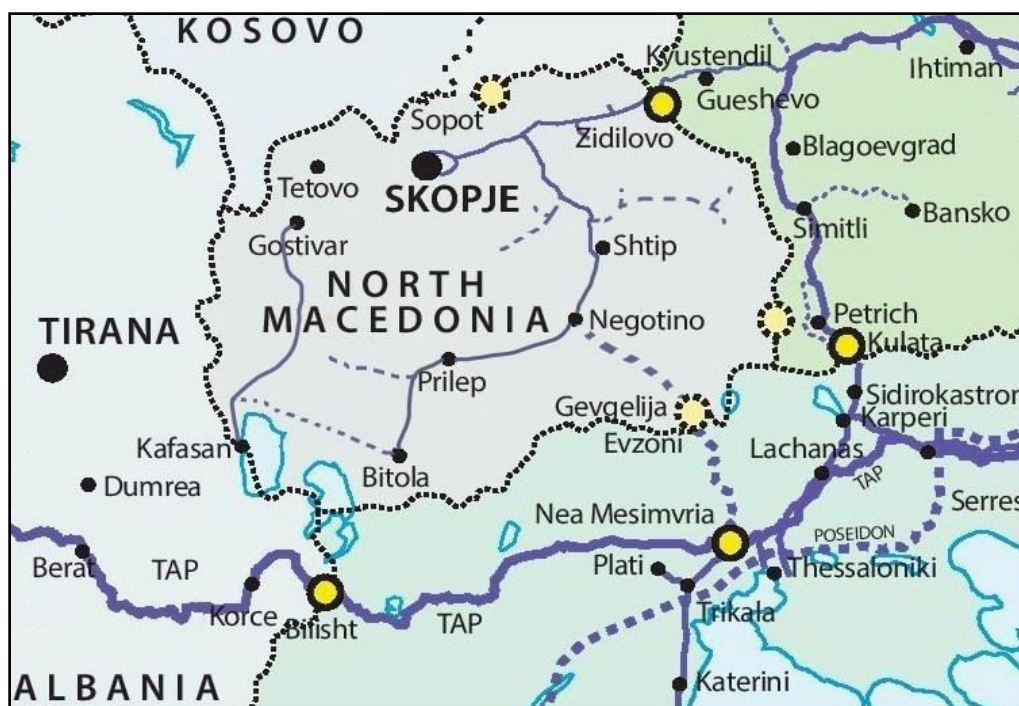 KOSOVO
Kyustendil
Ihtiman
Gueshevo
Sopot
Zidilovo
Blagoevgrad
Tetovo
SKOPJE
Simitli
Bansko
Gostivar
Shtip
NORTH
MACEDONIA
TIRANA
Negotino
Petrich
Kulata
Prilep
Sidirokastron
Gevgelija
Evzoni
Karperi
Kafasan
Bitola
Lachanas
TAP
Dumrea
Serres
Nea Mesimvria
POSEIDON
Berat
TAP
Plati
Thessaloniki
Korce
Bilisht
TAP
Trikala
ALBANIA
Katerini